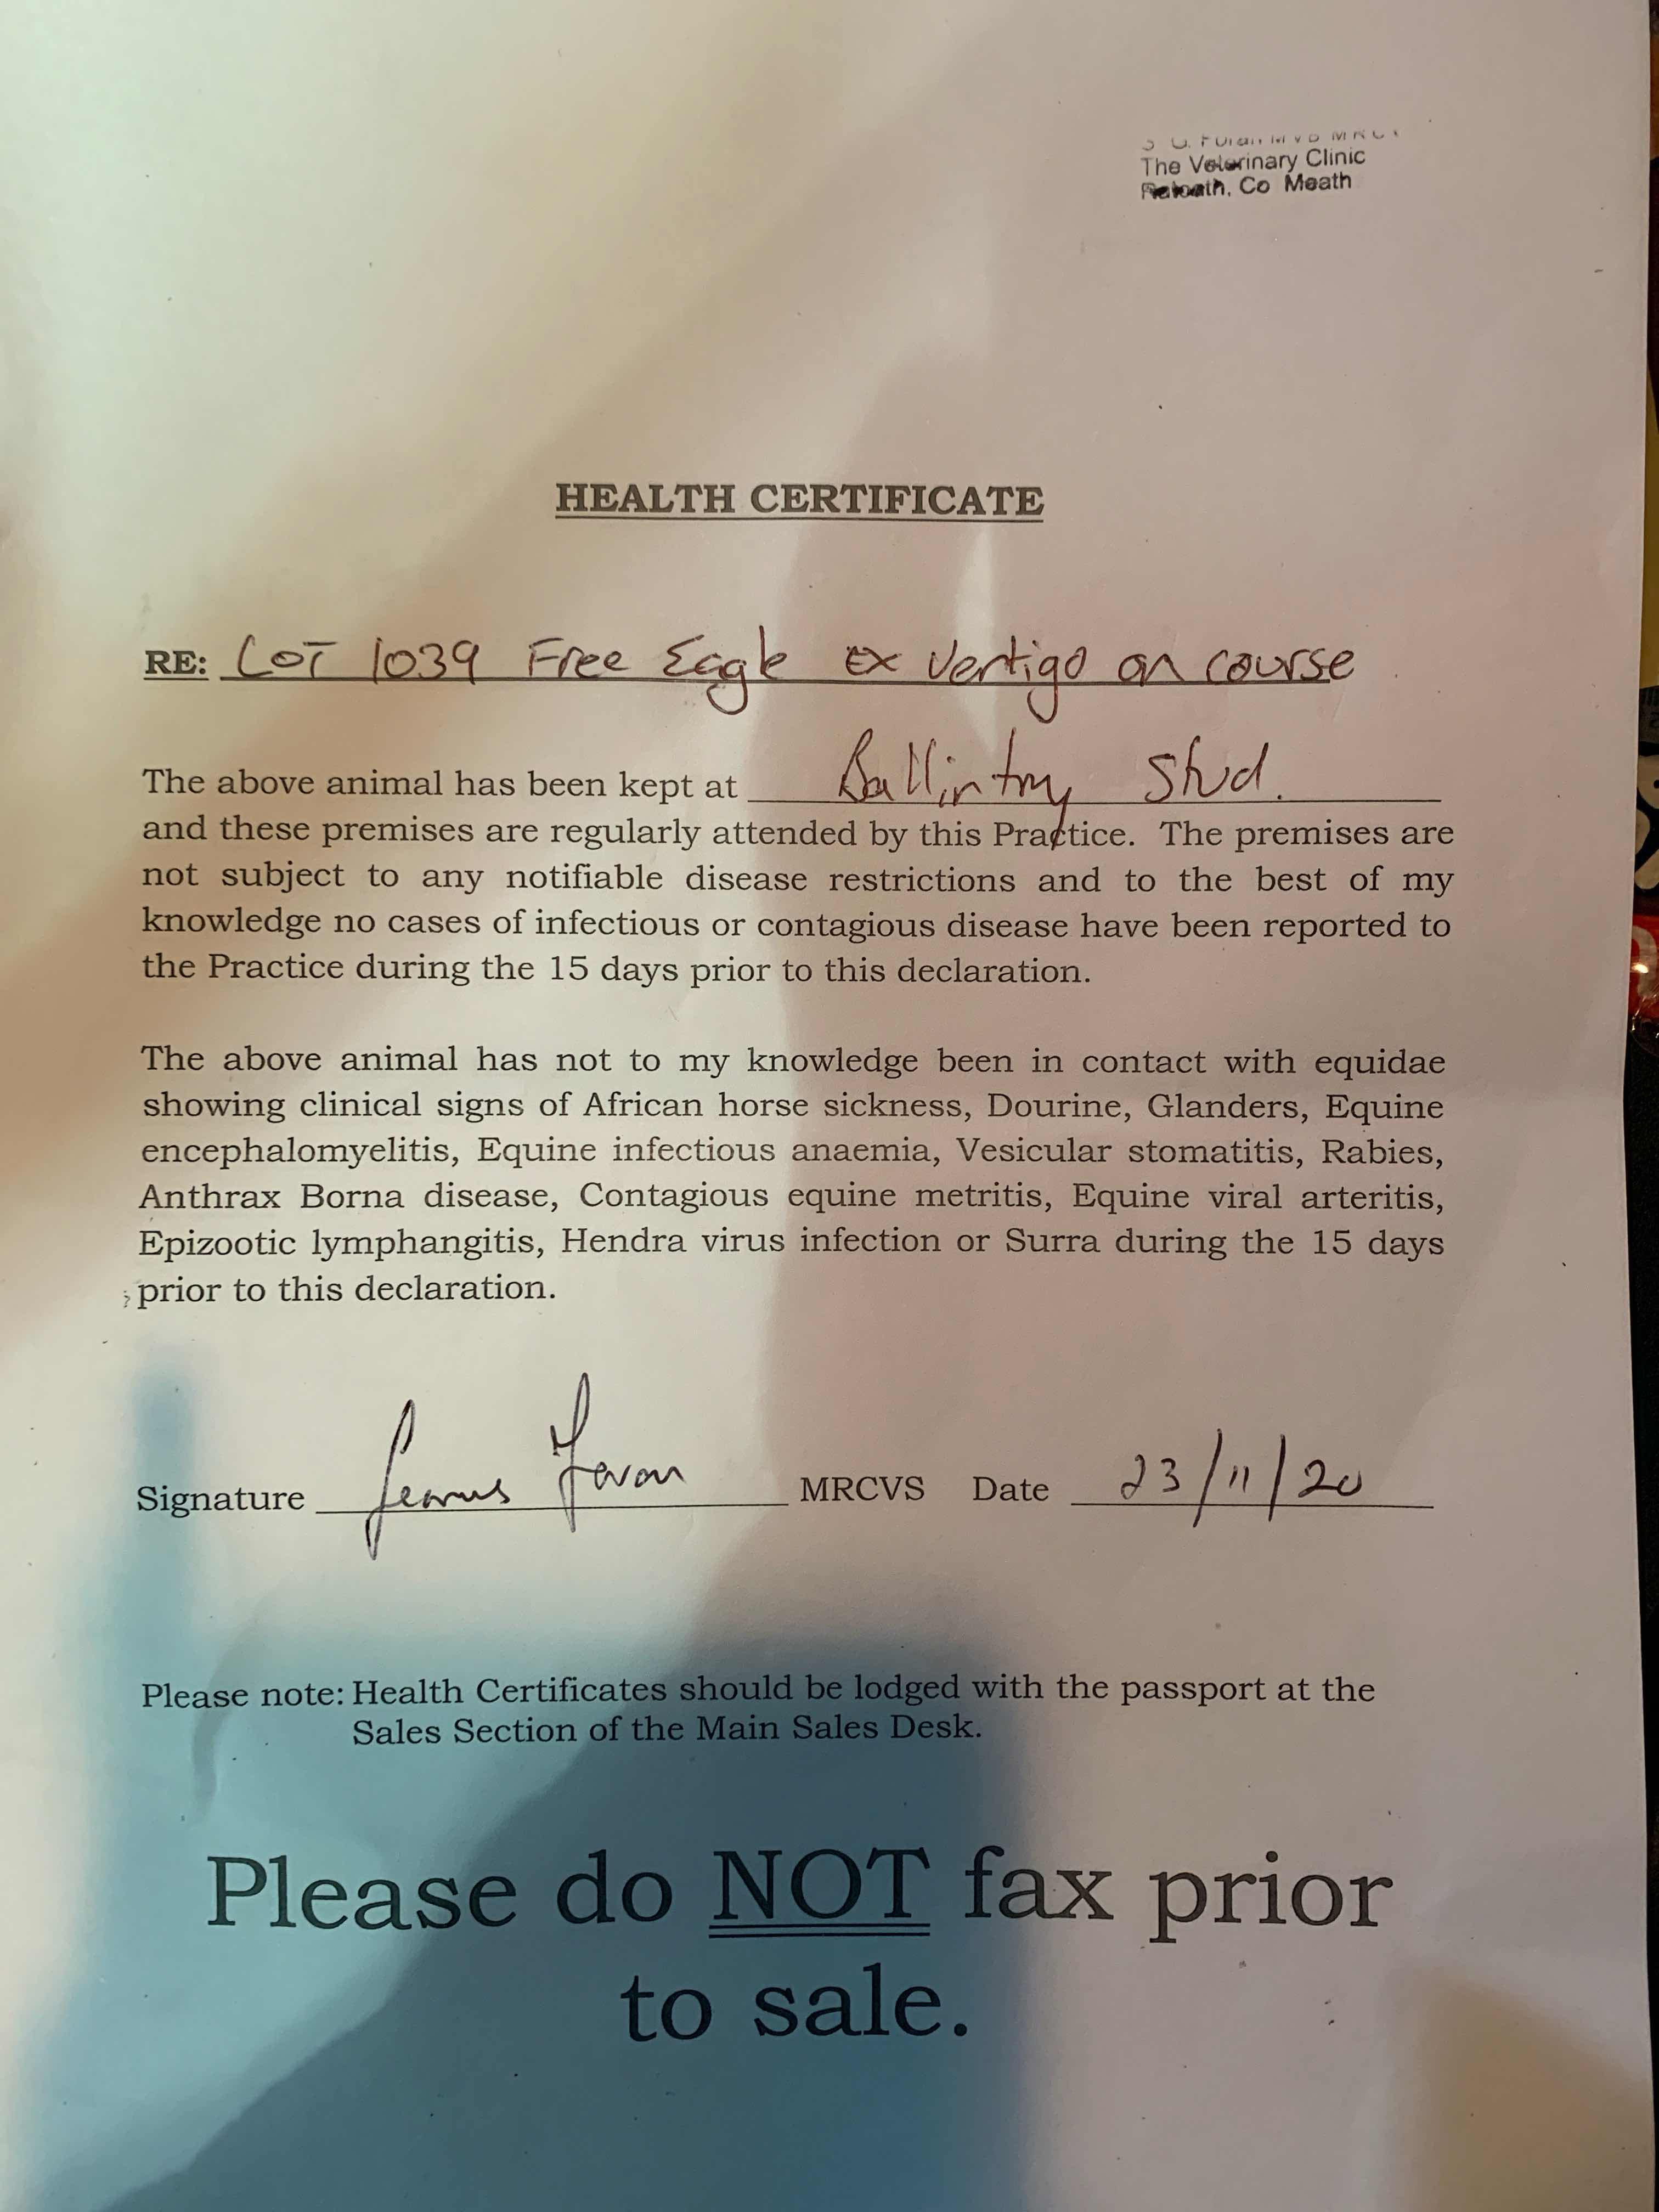 The Veterinary Clinic
Co Meath
HEALTH CERTIFICATE
RE: LOT 1039 Free Eagle ex Vertigo on course
The above animal has been kept at Ballintry Stud.
and these premises are regularly attended by this Practice. The premises are
not subject to any notifiable disease restrictions and to the best of my
knowledge no cases of infectious or contagious disease have been reported to
the Practice during the 15 days prior to this declaration.
The above animal has not to my knowledge been in contact with equidae
showing clinical signs of African horse sickness, Dourine, Glanders, Equine
encephalomyelitis, Equine infectious anaemia, Vesicular stomatitis, Rabies,
Anthrax Borna disease, Contagious equine metritis, Equine viral arteritis,
Epizootic lymphangitis, Hendra virus infection or Surra during the 15 days
prior to this declaration.
Signature MRCVS Date 23/11/20
Please note: Health Certificates should be lodged with the passport at the
Sales Section of the Main Sales Desk.
Please do NOT fax prior
to sale.